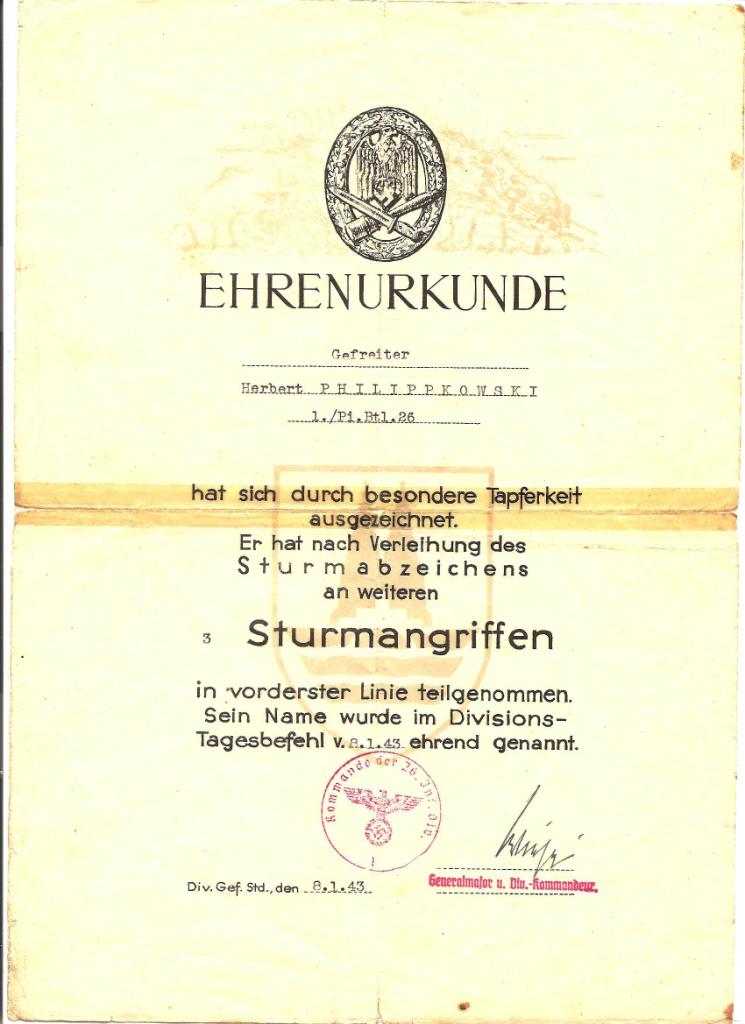 EHRENURKUNDE
Gefreiter
Herbert PHILIPPKOWSKI
1./Pi.Btl.26
hat sich durch besondere Tapferkeit
ausgezeichnet.
Er hat nach Verleihung des
Sturmabzeichens
an weiteren
3 Sturmangriffen
in vorderster Linie teilgenommen.
Sein Name wurde im Divisions-
Tagesbefehl v. 8.1.43 ehrend genannt.
Kommando der 26. Inf. Div.
Div. Gef. Std., den 8.1.43
Generalmajor u. Div.-Kommandeur.